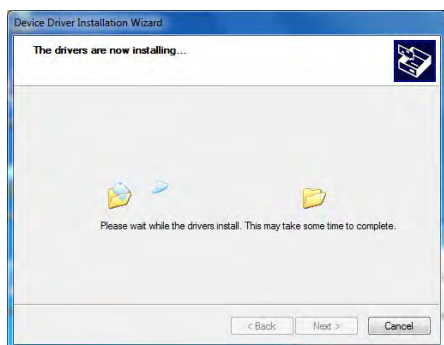 Device Driver Installation Wizard
The drivers are now installing...
Please wait while the drivers install. This may take some time to complete.
< Back
Next >
Cancel